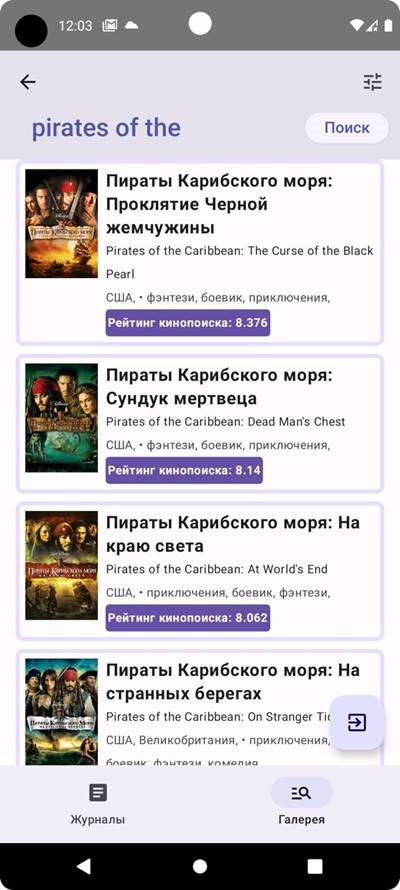 12:03
pirates of the
Поиск
Пираты Карибского моря:
Проклятие Черной
жемчужины
Pirates of the Caribbean: The Curse of the Black
Pearl
США, • фэнтези, боевик, приключения,
Рейтинг кинопоиска: 8.376
Пираты Карибского моря:
Сундук мертвеца
Pirates of the Caribbean: Dead Man's Chest
США, • фэнтези, боевик, приключения,
Рейтинг кинопоиска: 8.14
Пираты Карибского моря: На
краю света
Pirates of the Caribbean: At World's End
США, • приключения, боевик, фэнтези,
Рейтинг кинопоиска: 8.062
Пираты Карибского моря: На
странных берегах
Pirates of the Caribbean: On Stranger
США, Великобритания, • приключения,
боевик, фэнтези, комедия
Журналы
Галерея